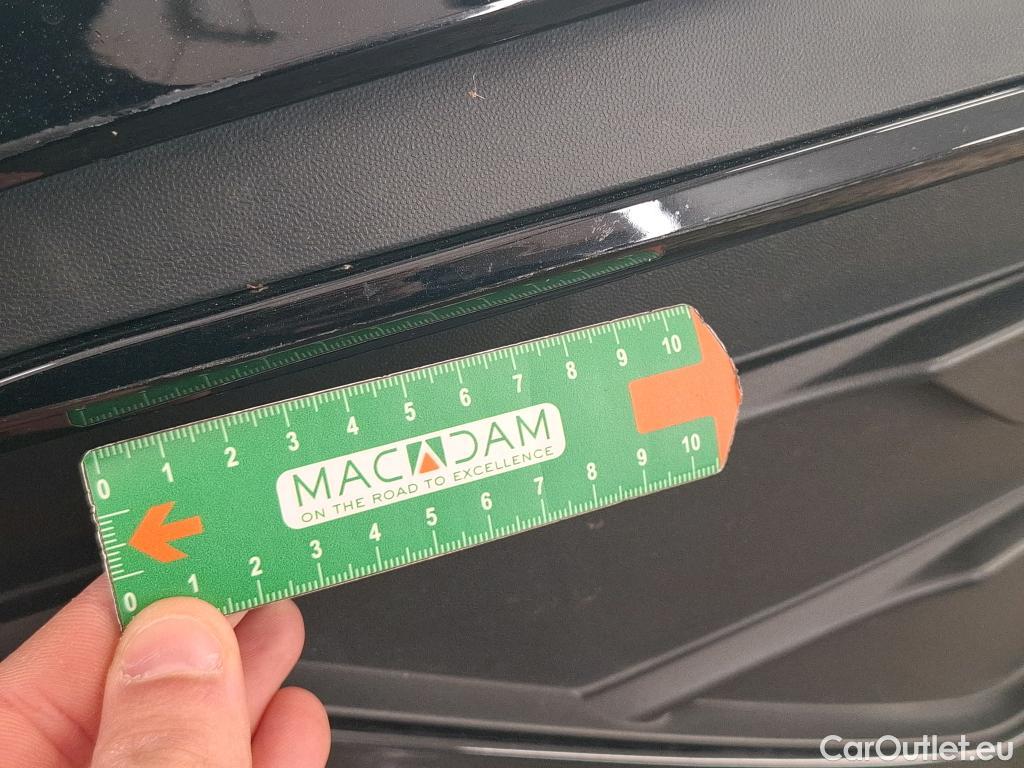 0 1 2 3 4 5 6 7 8 9 10
MACADAM
ON THE ROAD TO EXCELLENCE
0 1 2 3 4 5 6 7 8 9 10
CarOutlet.eu